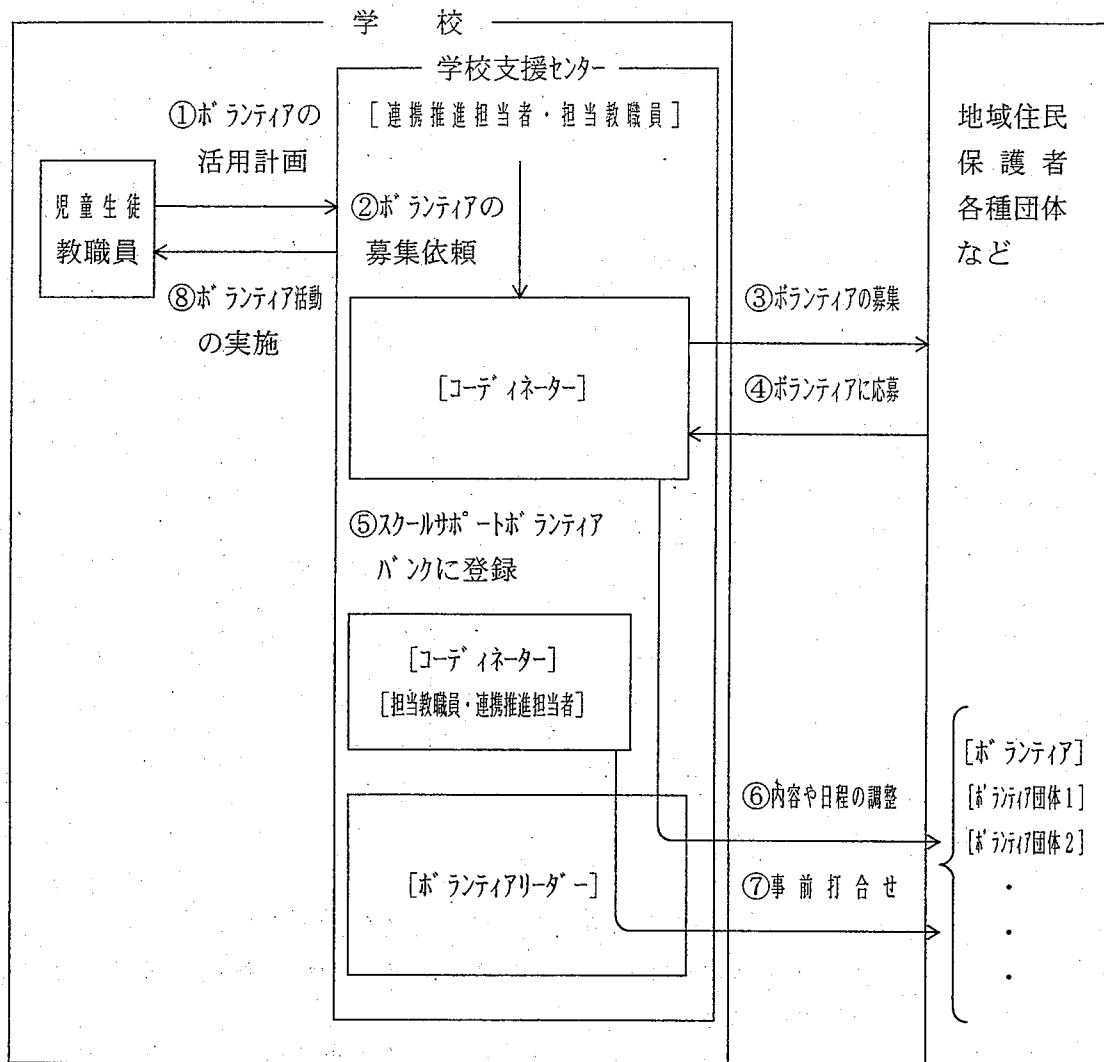 学校
学校支援センター
[連携推進担当者・担当教職員]
①ボランティアの
活用計画
児童生徒
教職員
②ボランティアの
募集依頼
⑧ボランティア活動
の実施
[コーディネーター]
③ボランティアの募集
④ボランティアに応募
地域住民
保護者
各種団体
など
⑤スクールサポートボランティア
バンクに登録
[コーディネーター]
[担当教職員・連携推進担当者]
[ボランティアリーダー]
⑥内容や日程の調整
⑦事前打合せ
[ボランティア]
[ボランティア団体1]
[ボランティア団体2]
・
・
・